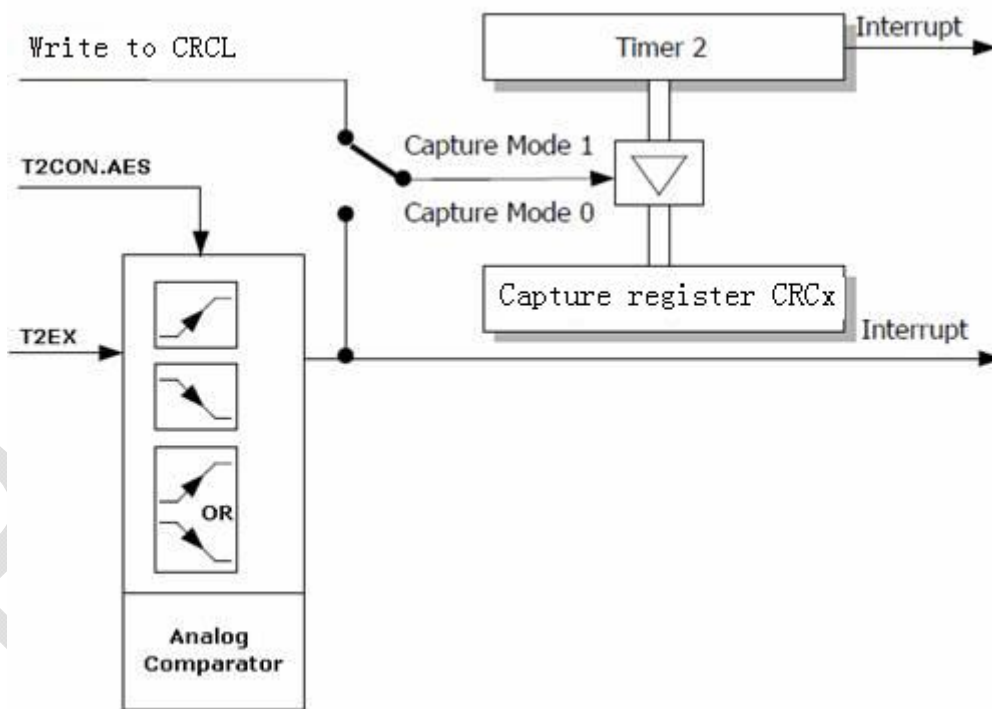 Write to CRCL
Timer 2
Interrupt
Capture Mode 1
T2CON.AES
Capture Mode 0
Capture register CRCx
T2EX
Interrupt
OR
Analog
Comparator